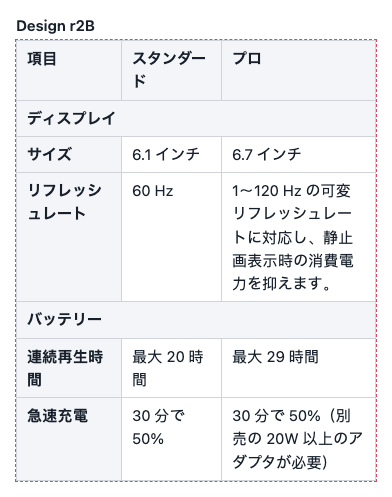 Design r2B
項目 スタンダー プロ
ド
ディスプレイ
サイズ 6.1 インチ 6.7 インチ
リフレッシ 60 Hz 1〜120 Hz の可変
ュレート リフレッシュレー
トに対応し、静止
画表示時の消費電
力を抑えます。
バッテリー
連続再生時 最大 20 時 最大 29 時間
間 間
急速充電 30 分で 30 分で 50%（別
50% 売の 20W 以上のア
ダプタが必要）